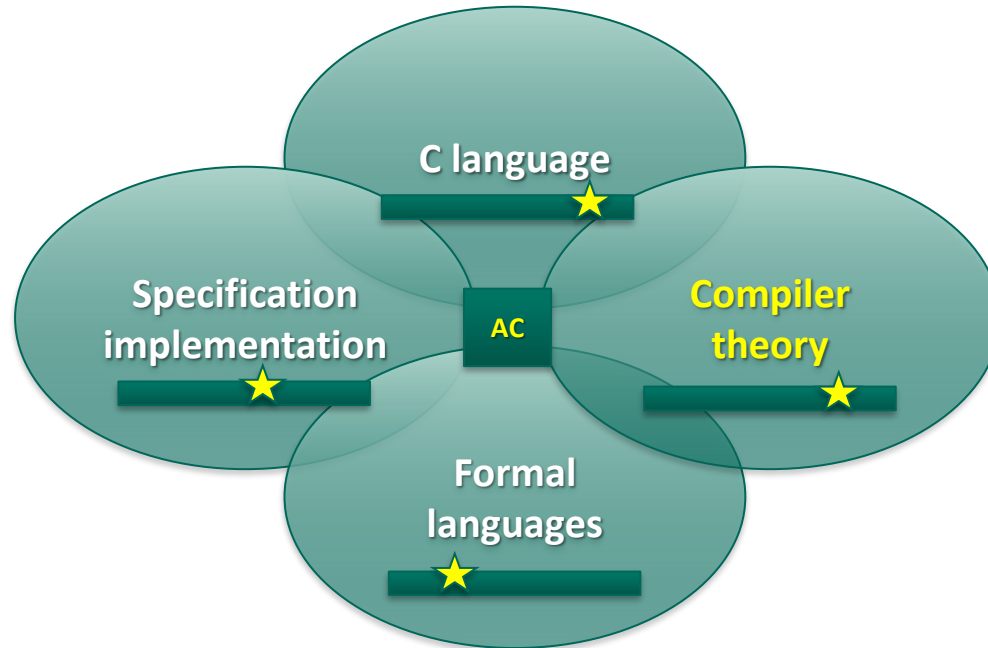 C language
Specification
implementation
AC
Compiler
theory
Formal
languages